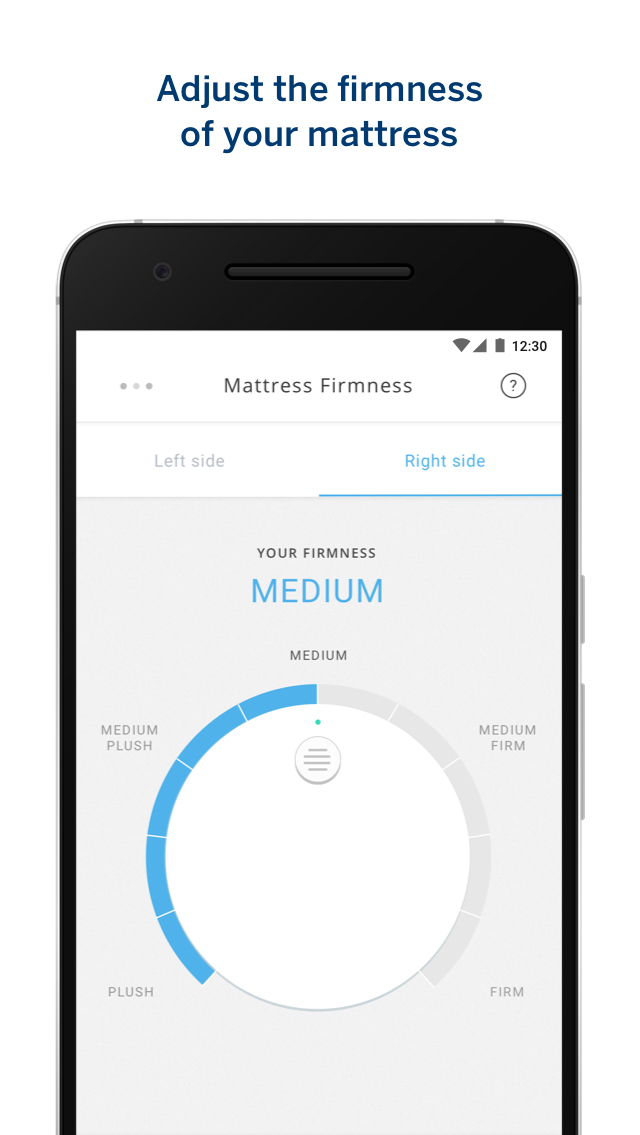 Adjust the firmness
of your mattress
12:30
Mattress Firmness
?
Left side
Right side
YOUR FIRMNESS
MEDIUM
MEDIUM
MEDIUM
PLUSH
MEDIUM
FIRM
PLUSH
FIRM